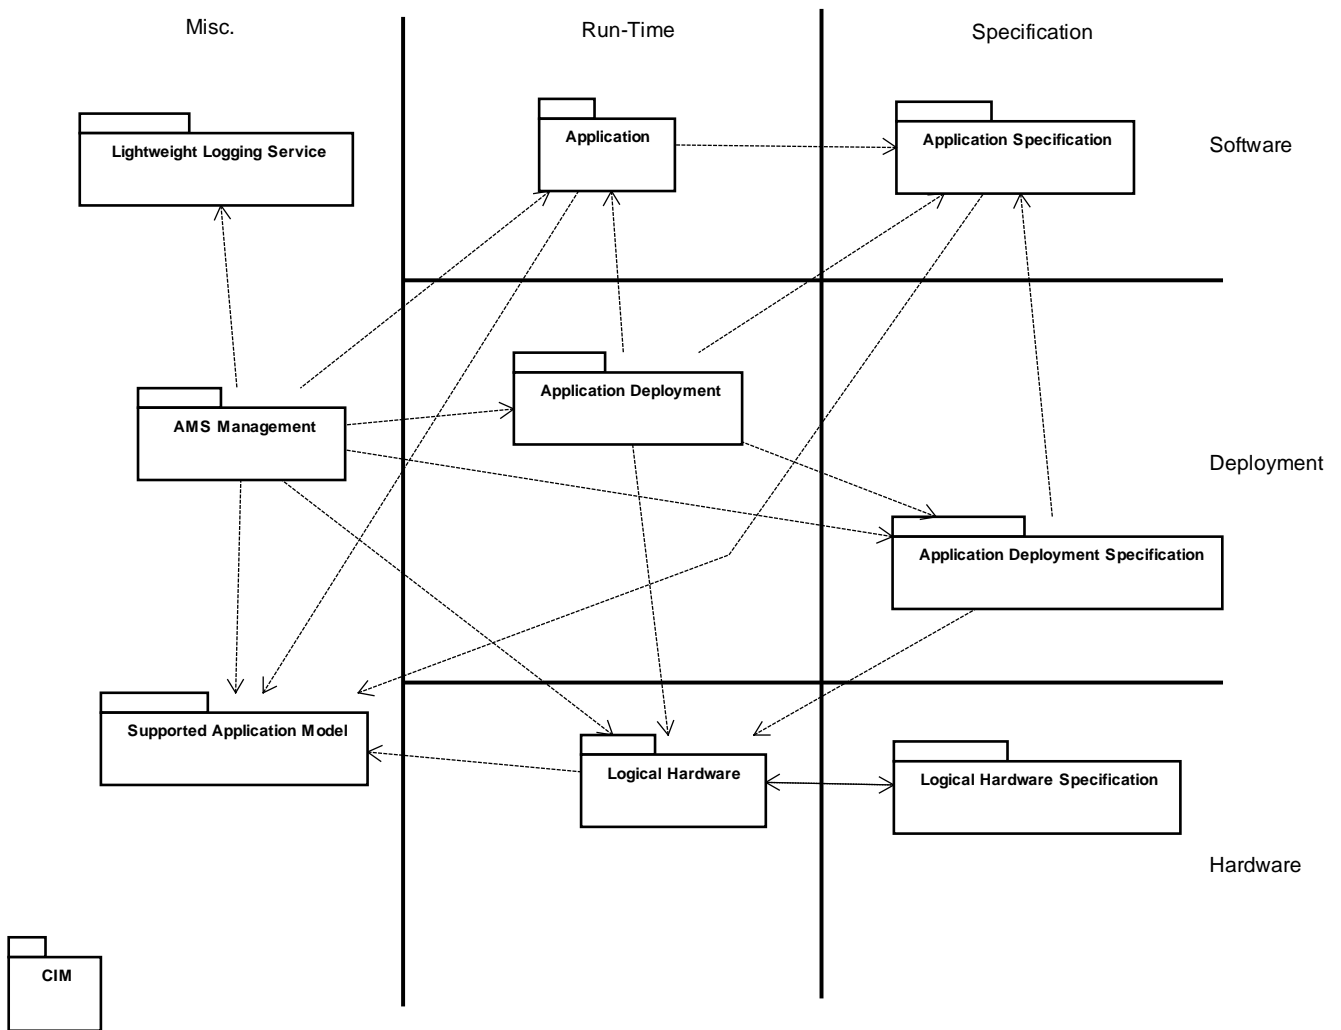 Misc.
Run-Time
Specification
Lightweight Logging Service
Application
Application Specification
Software
AMS Management
Application Deployment
Deployment
Application Deployment Specification
Supported Application Model
Logical Hardware
Logical Hardware Specification
Hardware
CIM